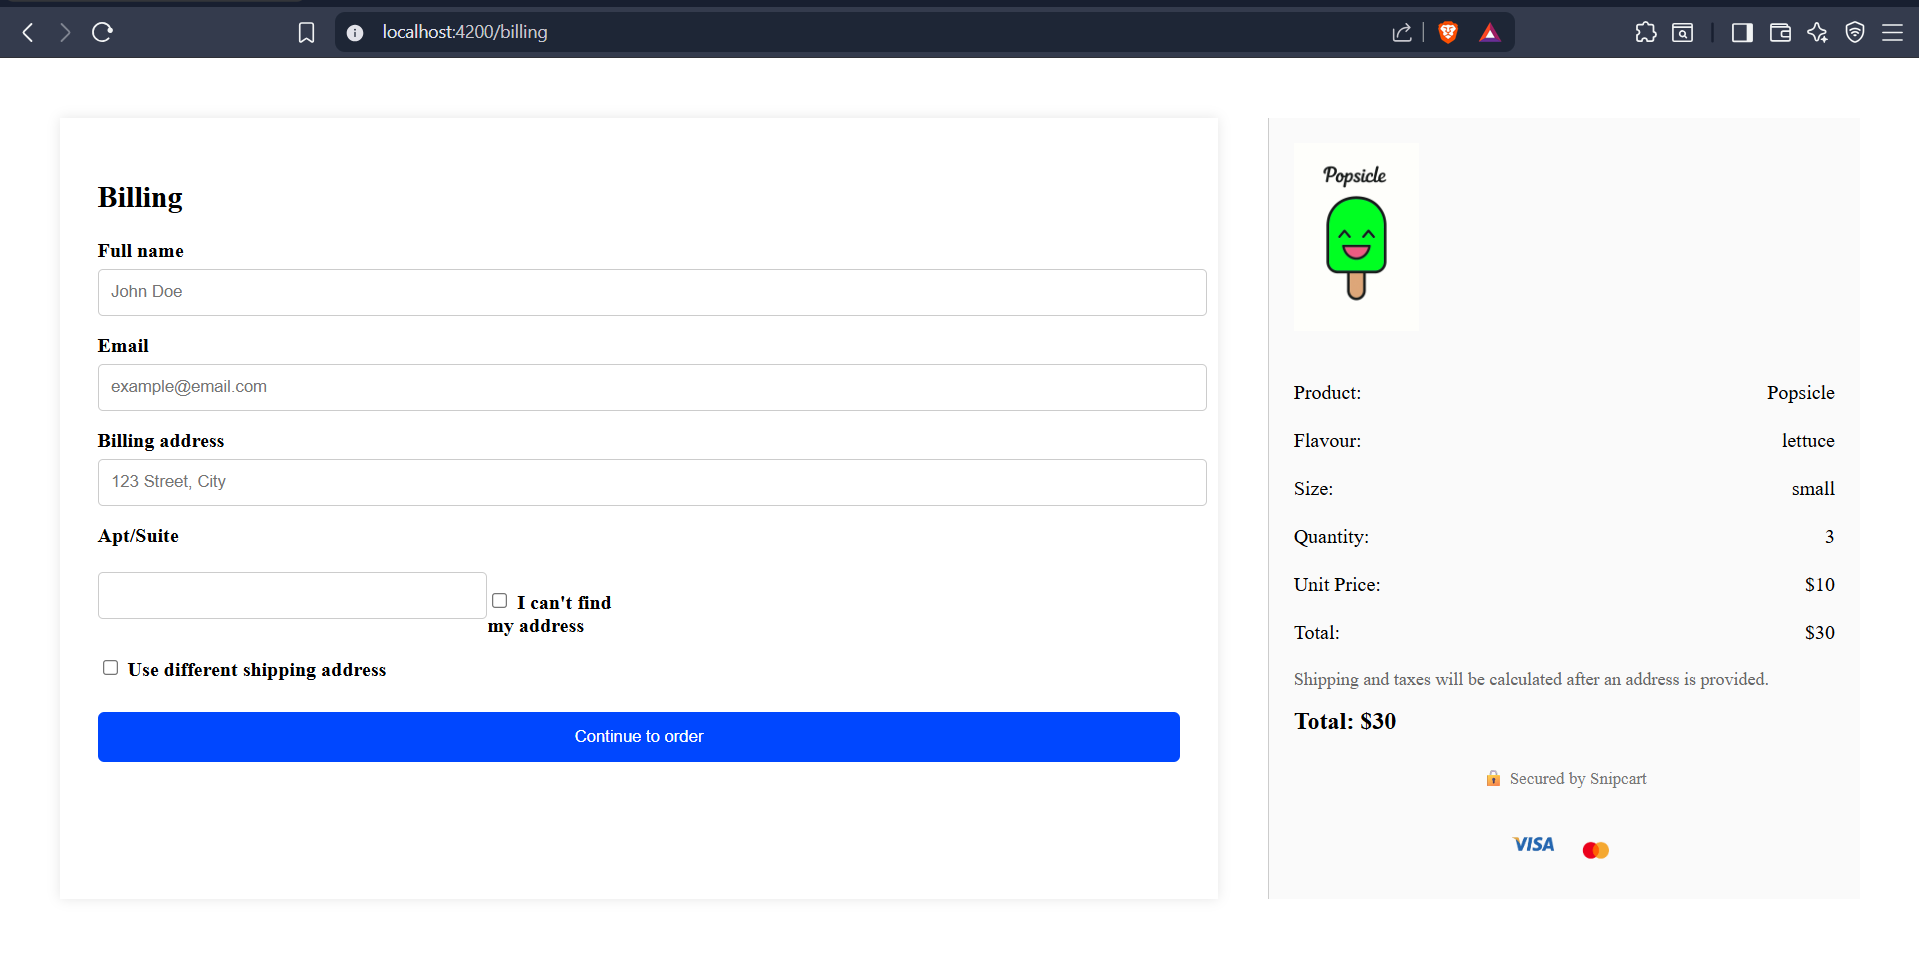 localhost:4200/billing
Billing
Full name
John Doe
Email
example@email.com
Billing address
123 Street, City
Apt/Suite
I can't find
my address
Use different shipping address
Continue to order
Popsicle
Product: Popsicle
Flavour: lettuce
Size: small
Quantity: 3
Unit Price: $10
Total: $30
Shipping and taxes will be calculated after an address is provided.
Total: $30
Secured by Snipcart
VISA